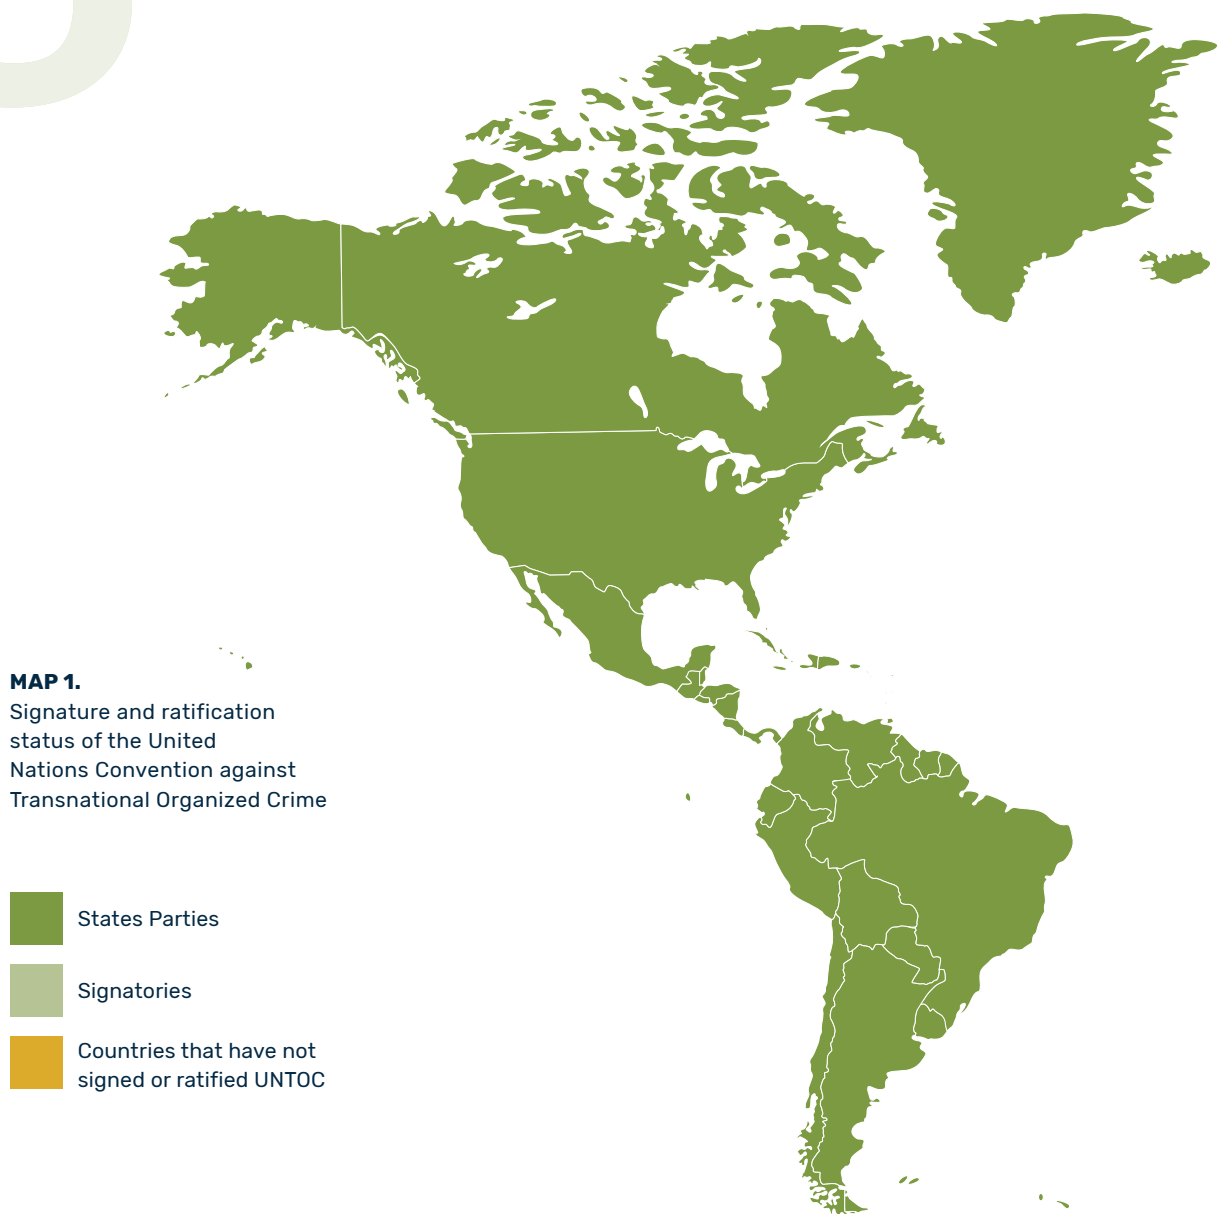 MAP 1.
Signature and ratification
status of the United
Nations Convention against
Transnational Organized Crime
States Parties
Signatories
Countries that have not
signed or ratified UNTOC